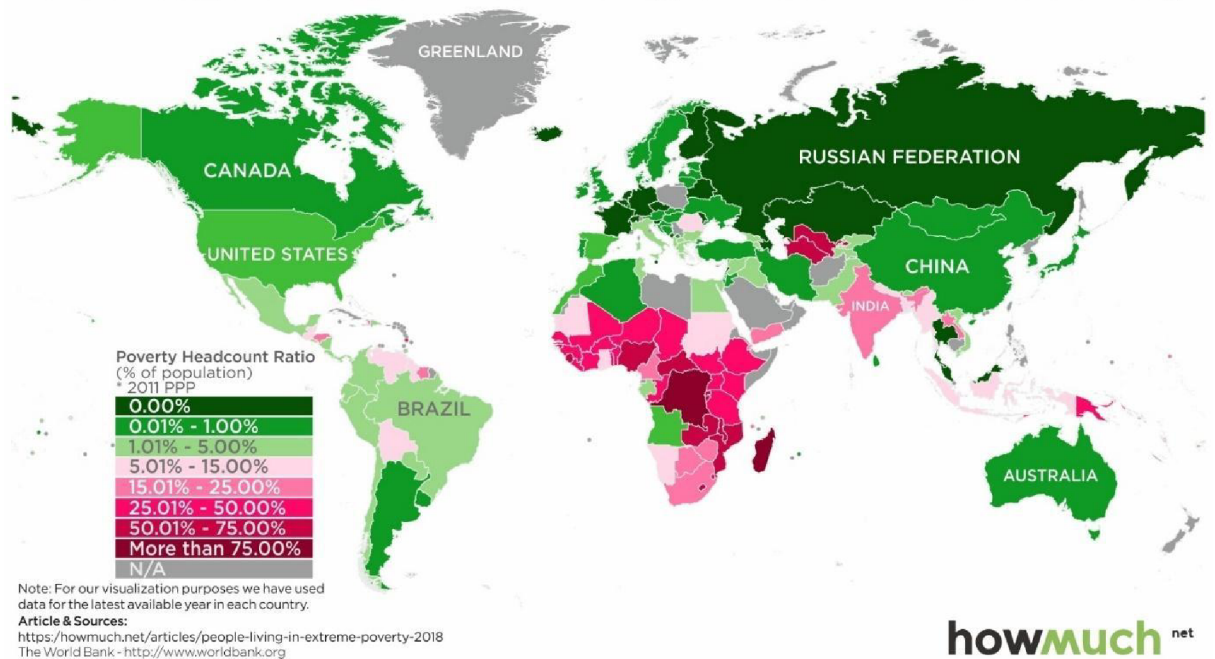 GREENLAND
CANADA
RUSSIAN FEDERATION
UNITED STATES
CHINA
INDIA
BRAZIL
AUSTRALIA
Poverty Headcount Ratio
(% of population)
* 2011 PPP
0.00%
0.01% - 1.00%
1.01% - 5.00%
5.01% - 15.00%
15.01% - 25.00%
25.01% - 50.00%
50.01% - 75.00%
More than 75.00%
N/A
Note: For our visualization purposes we have used
data for the latest available year in each country.
Article & Sources:
https:/howmuch.net/articles/people-living-in-extreme-poverty-2018
The World Bank - http://www.worldbank.org
howmuch net